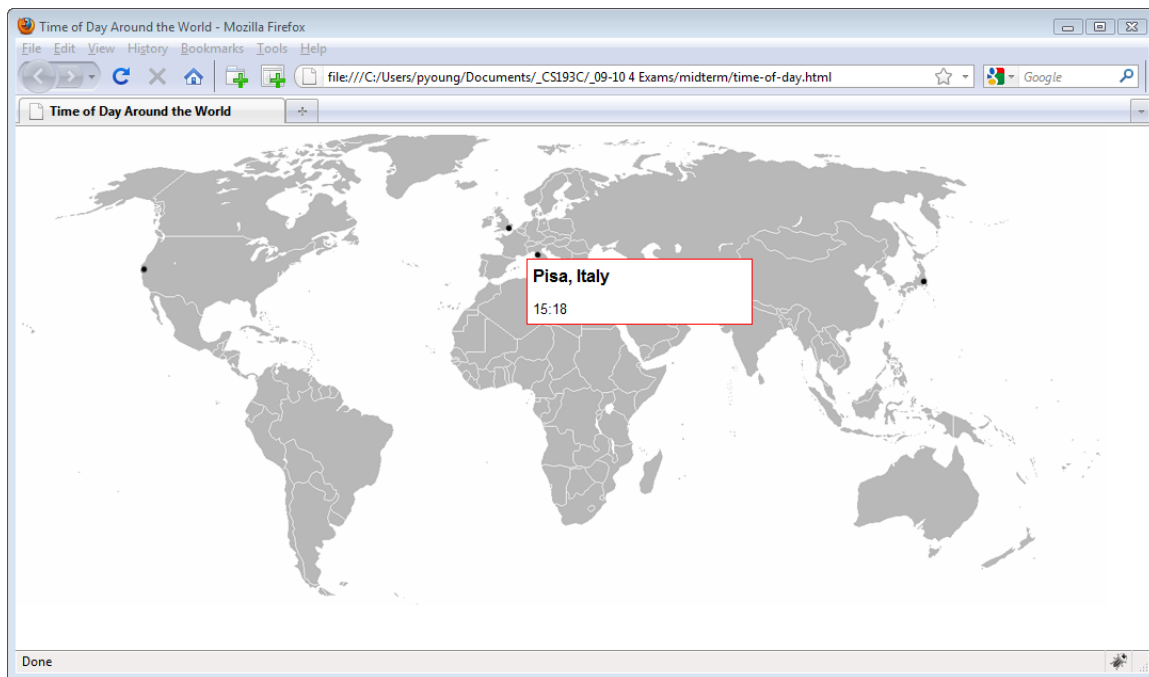 Time of Day Around the World - Mozilla Firefox
File Edit View History Bookmarks Tools Help
file:///C:/Users/pyoung/Documents/_CS193C/_09-10 4 Exams/midterm/time-of-day.html Google
Time of Day Around the World
Pisa, Italy
15:18
Done